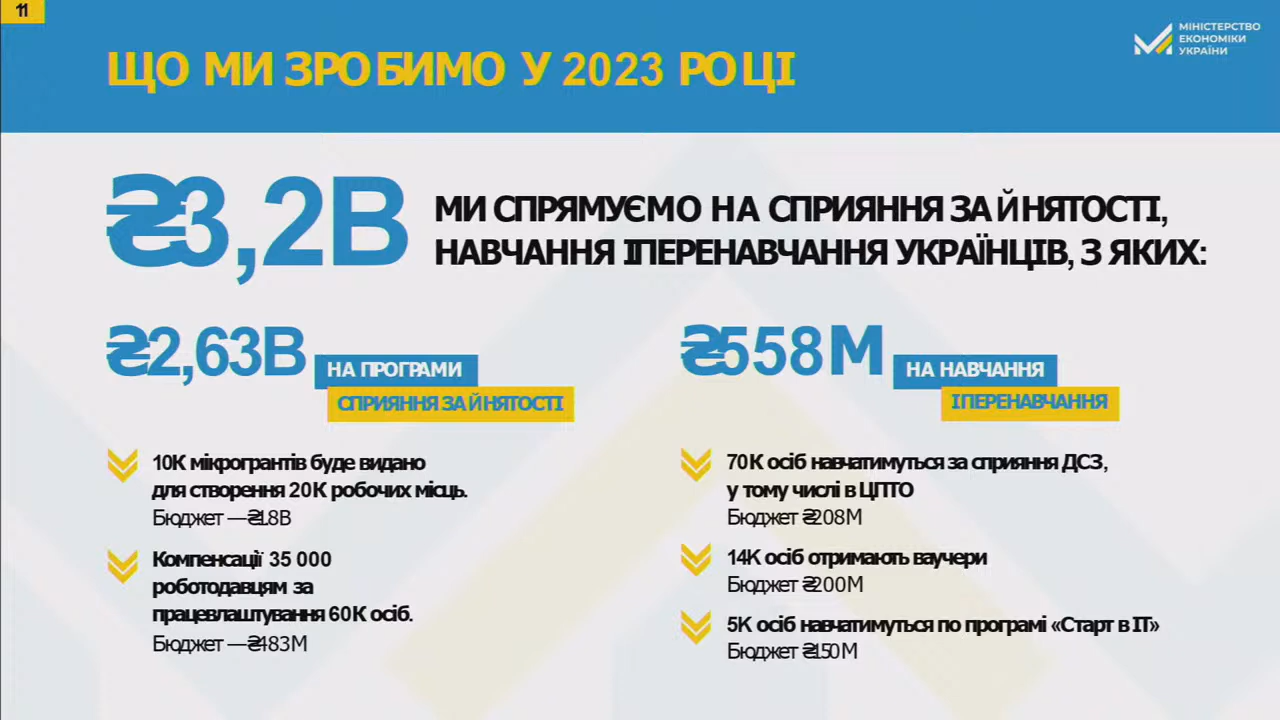 11
МІНІСТЕРСТВО
ЕКОНОМІКИ
УКРАЇНИ
ЩО МИ ЗРОБИМО У 2023 РОЦІ
₴3,2B
МИ СПРЯМУЄМО НА СПРИЯННЯ ЗАЙНЯТОСТІ,
НАВЧАННЯ І ПЕРЕНАВЧАННЯ УКРАЇНЦІВ, З ЯКИХ:
₴2,63B
НА ПРОГРАМИ
СПРИЯННЯ ЗАЙНЯТОСТІ
10К мікрогрантів буде видано
для створення 20К робочих місць.
Бюджет — ₴1.8B
Компенсації 35 000
роботодавцям за
працевлаштування 60К осіб.
Бюджет — ₴483M
₴558M
НА НАВЧАННЯ
І ПЕРЕНАВЧАННЯ
70К осіб навчатимуться за сприяння ДСЗ,
у тому числі в ЦПТО
Бюджет ₴208M
14К осіб отримають ваучери
Бюджет ₴200M
5К осіб навчатимуться по програмі «Старт в ІТ»
Бюджет ₴150M